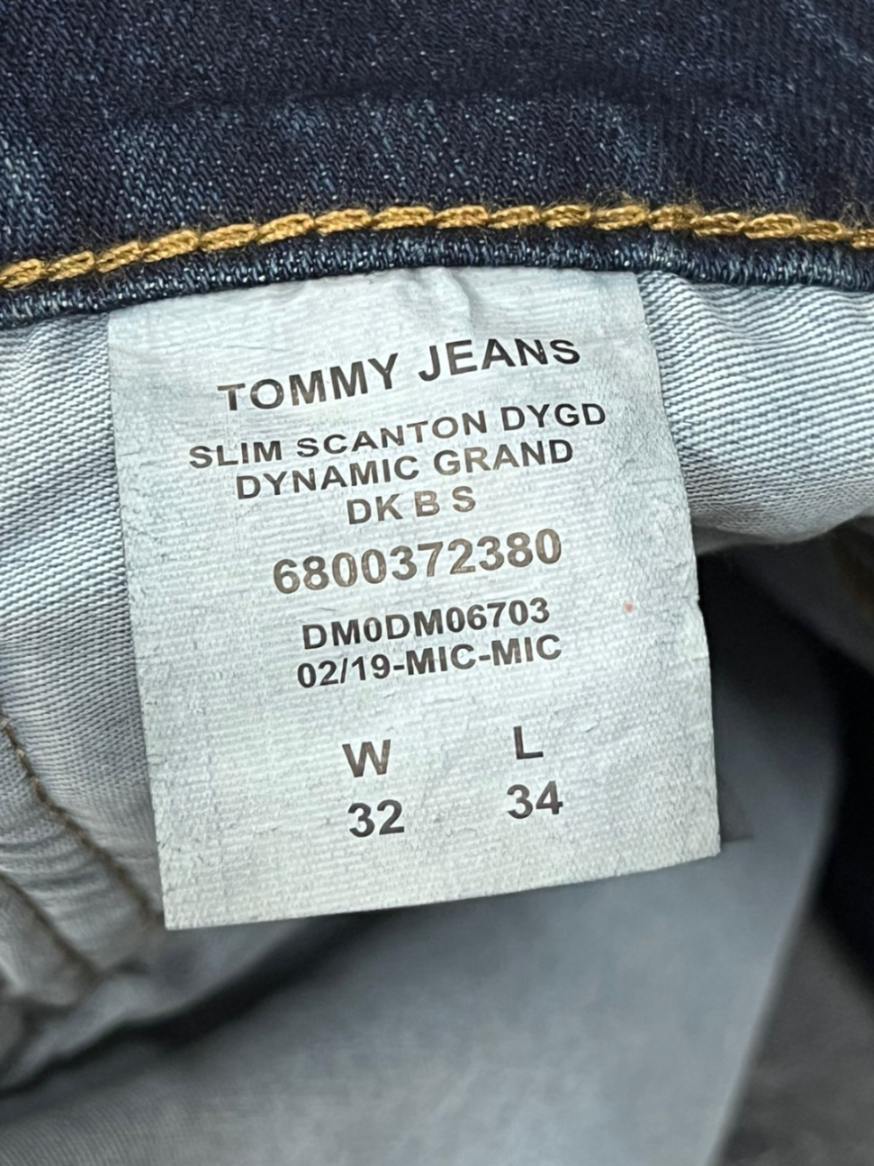 TOMMY JEANS
SLIM SCANTON DYGD
DYNAMIC GRAND
DK B S
6800372380
DM0DM06703
02/19-MIC-MIC
W L
32 34